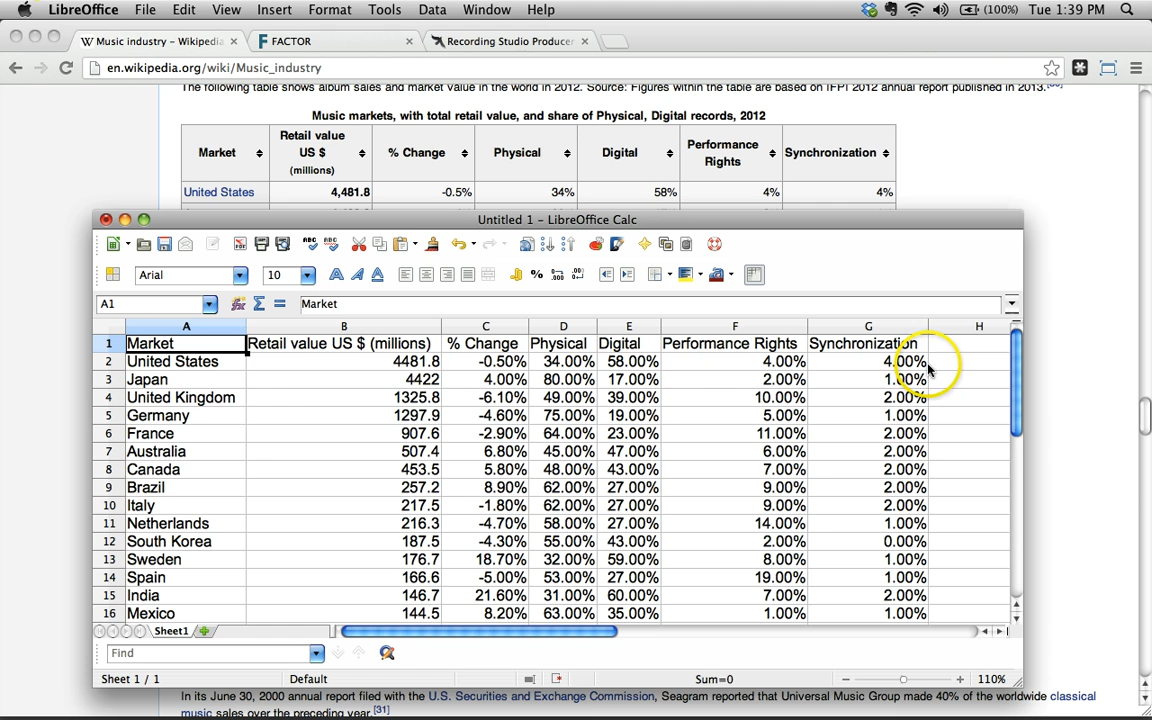 LibreOffice File Edit View Insert Format Tools Data Window Help (100%) Tue 1:39 PM
Music industry – Wikipedia FACTOR Recording Studio Producer
en.wikipedia.org/wiki/Music_industry
The following table shows album sales and market value in the world in 2012. Source: Figures within the table are based on IFPI 2012 annual report published in 2013.
Music markets, with total retail value, and share of Physical, Digital records, 2012
Market Retail value US $ (millions) % Change Physical Digital Performance Rights Synchronization
United States 4,481.8 -0.5% 34% 58% 4% 4%
Untitled 1 – LibreOffice Calc
Arial 10
A1 Market
A B C D E F G H
1 Market Retail value US $ (millions) % Change Physical Digital Performance Rights Synchronization
2 United States 4481.8 -0.50% 34.00% 58.00% 4.00% 4.00%
3 Japan 4422 4.00% 80.00% 17.00% 2.00% 1.00%
4 United Kingdom 1325.8 -6.10% 49.00% 39.00% 10.00% 2.00%
5 Germany 1297.9 -4.60% 75.00% 19.00% 5.00% 1.00%
6 France 907.6 -2.90% 64.00% 23.00% 11.00% 2.00%
7 Australia 507.4 6.80% 45.00% 47.00% 6.00% 2.00%
8 Canada 453.5 5.80% 48.00% 43.00% 7.00% 2.00%
9 Brazil 257.2 8.90% 62.00% 27.00% 9.00% 2.00%
10 Italy 217.5 -1.80% 62.00% 27.00% 9.00% 2.00%
11 Netherlands 216.3 -4.70% 58.00% 27.00% 14.00% 1.00%
12 South Korea 187.5 -4.30% 55.00% 43.00% 2.00% 0.00%
13 Sweden 176.7 18.70% 32.00% 59.00% 8.00% 1.00%
14 Spain 166.6 -5.00% 53.00% 27.00% 19.00% 1.00%
15 India 146.7 21.60% 31.00% 60.00% 7.00% 2.00%
16 Mexico 144.5 8.20% 63.00% 35.00% 1.00% 1.00%
Sheet1
Find
Sheet 1 / 1 Default Sum=0 110%
In its June 30, 2000 annual report filed with the U.S. Securities and Exchange Commission, Seagram reported that Universal Music Group made 40% of the worldwide classical
music sales over the preceding year.[31]